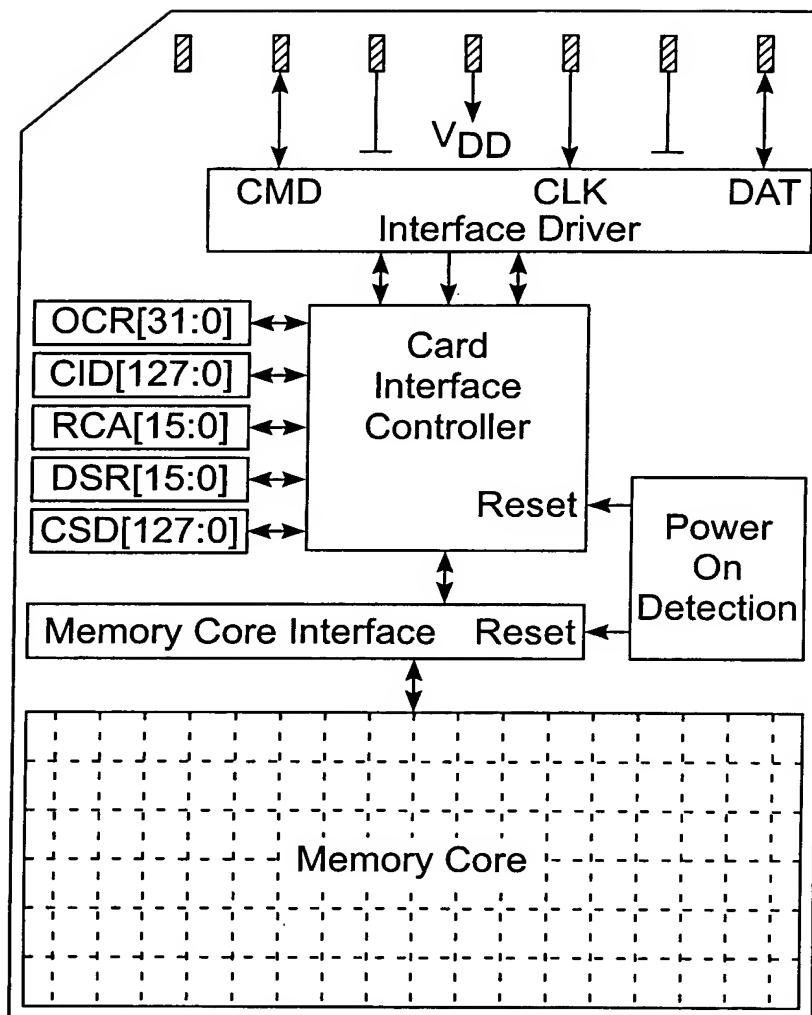 VDD
CMD CLK DAT
Interface Driver
OCR[31:0]
CID[127:0]
RCA[15:0]
DSR[15:0]
CSD[127:0]
Card
Interface
Controller
Reset
Power
On
Detection
Memory Core Interface Reset
Memory Core